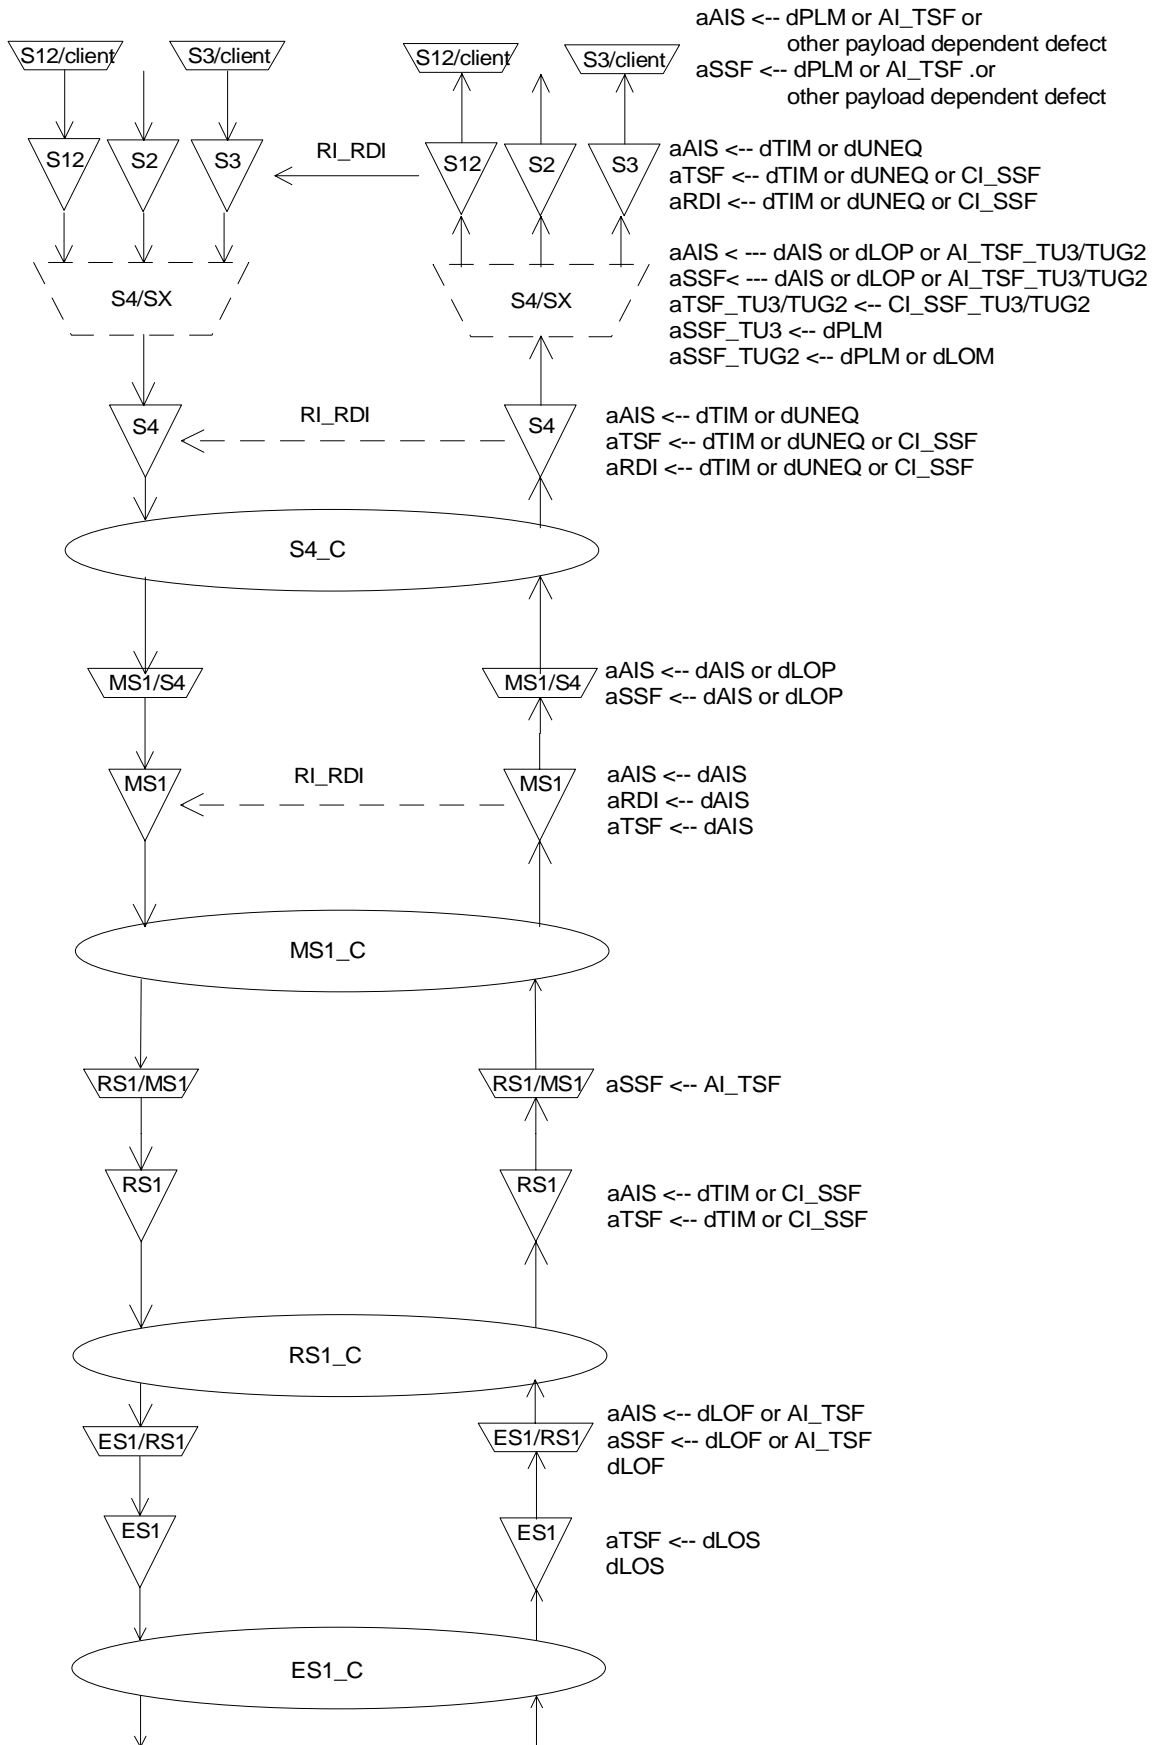 aAIS <-- dPLM or AI_TSF or
other payload dependent defect
aSSF <-- dPLM or AI_TSF .or
other payload dependent defect
S12/client
S3/client
S12/client
S3/client
S12
S2
S3
RI_RDI
S12
S2
S3
aAIS <-- dTIM or dUNEQ
aTSF <-- dTIM or dUNEQ or CI_SSF
aRDI <-- dTIM or dUNEQ or CI_SSF
S4/SX
S4/SX
aAIS < --- dAIS or dLOP or AI_TSF_TU3/TUG2
aSSF< --- dAIS or dLOP or AI_TSF_TU3/TUG2
aTSF_TU3/TUG2 <-- CI_SSF_TU3/TUG2
aSSF_TU3 <-- dPLM
aSSF_TUG2 <-- dPLM or dLOM
S4
RI_RDI
S4
aAIS <-- dTIM or dUNEQ
aTSF <-- dTIM or dUNEQ or CI_SSF
aRDI <-- dTIM or dUNEQ or CI_SSF
S4_C
MS1/S4
MS1/S4
aAIS <-- dAIS or dLOP
aSSF <-- dAIS or dLOP
MS1
RI_RDI
MS1
aAIS <-- dAIS
aRDI <-- dAIS
aTSF <-- dAIS
MS1_C
RS1/MS1
RS1/MS1
aSSF <-- AI_TSF
RS1
RS1
aAIS <-- dTIM or CI_SSF
aTSF <-- dTIM or CI_SSF
RS1_C
ES1/RS1
ES1/RS1
aAIS <-- dLOF or AI_TSF
aSSF <-- dLOF or AI_TSF
dLOF
ES1
ES1
aTSF <-- dLOS
dLOS
ES1_C